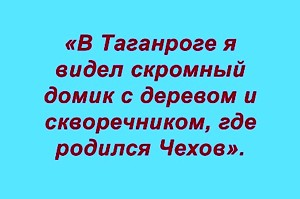 «В Таганроге я
видел скромный
домик с деревом и
скворечником, где
родился Чехов».